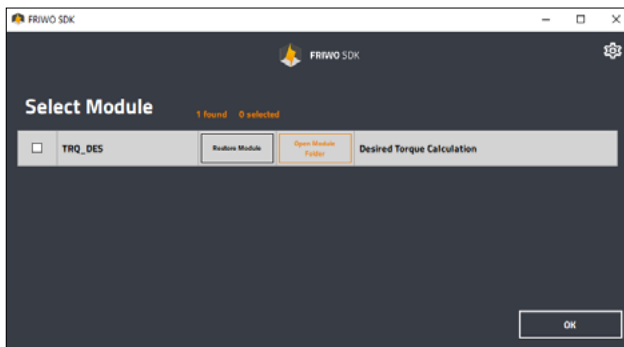 FRIWO SDK
FRIWO SDK
Select Module
1 found 0 selected
TRQ_DES
Restore Module
Open Module
Folder
Desired Torque Calculation
OK